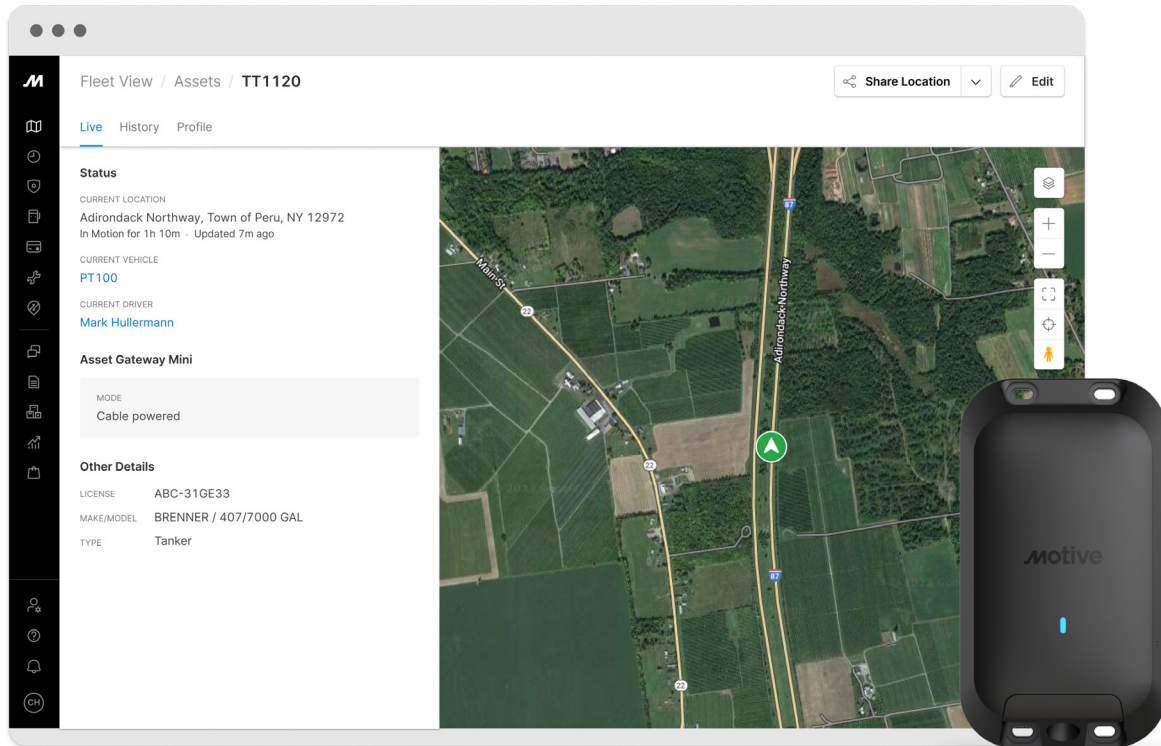 Fleet View / Assets / TT1120
Share Location
Edit
Live
History
Profile
Status
CURRENT LOCATION
Adirondack Northway, Town of Peru, NY 12972
In Motion for 1h 10m · Updated 7m ago
CURRENT VEHICLE
PT100
CURRENT DRIVER
Mark Hullermann
Asset Gateway Mini
MODE
Cable powered
Other Details
LICENSE ABC-31GE33
MAKE/MODEL BRENNER / 407/7000 GAL
TYPE Tanker
CH
87
Main St
22
Adirondack Northway
22
87
22
motive